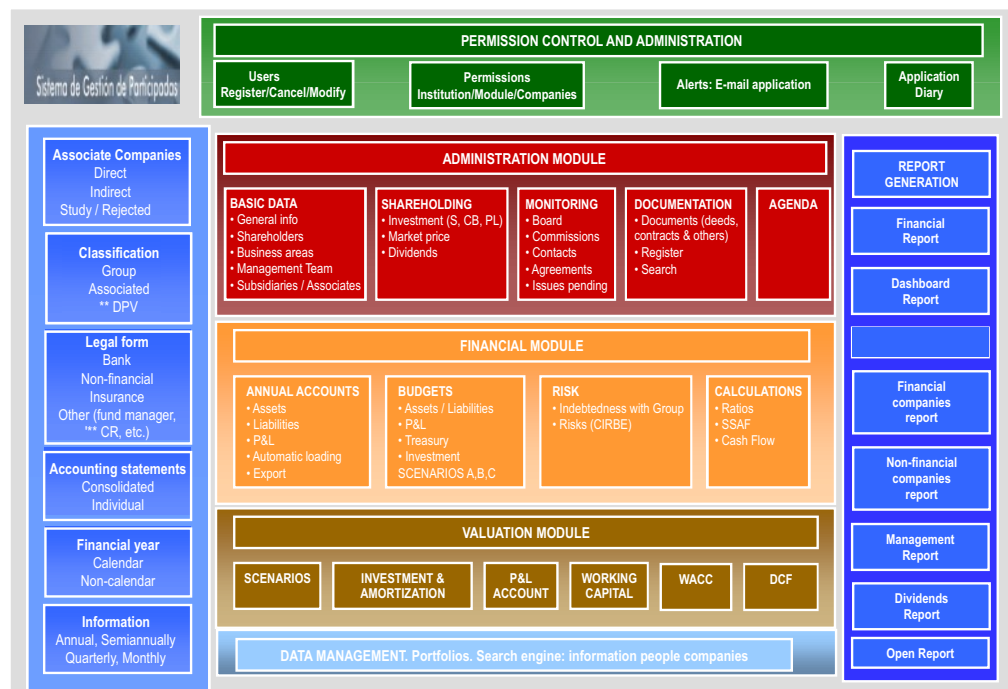 Sistema de Gestión de Participadas
PERMISSION CONTROL AND ADMINISTRATION
Users
Register/Cancel/Modify
Permissions
Institution/Module/Companies
Alerts: E-mail application
Application
Diary
Associate Companies
Direct
Indirect
Study / Rejected
Classification
Group
Associated
** DPV
Legal form
Bank
Non-financial
Insurance
Other (fund manager,
'** CR, etc.)
Accounting statements
Consolidated
Individual
Financial year
Calendar
Non-calendar
Information
Annual, Semiannually
Quarterly, Monthly
ADMINISTRATION MODULE
BASIC DATA
• General info
• Shareholders
• Business areas
• Management Team
• Subsidiaries / Associates
SHAREHOLDING
• Investment (S, CB, PL)
• Market price
• Dividends
MONITORING
• Board
• Commissions
• Contacts
• Agreements
• Issues pending
DOCUMENTATION
• Documents (deeds,
contracts & others)
• Register
• Search
AGENDA
FINANCIAL MODULE
ANNUAL ACCOUNTS
• Assets
• Liabilities
• P&L
• Automatic loading
• Export
BUDGETS
• Assets / Liabilities
• P&L
• Treasury
• Investment
SCENARIOS A,B,C
RISK
• Indebtedness with Group
• Risks (CIRBE)
CALCULATIONS
• Ratios
• SSAF
• Cash Flow
VALUATION MODULE
SCENARIOS
INVESTMENT &
AMORTIZATION
P&L
ACCOUNT
WORKING
CAPITAL
WACC
DCF
DATA MANAGEMENT. Portfolios. Search engine: information people companies
REPORT
GENERATION
Financial
Report
Dashboard
Report
Financial
companies
report
Non-financial
companies
report
Management
Report
Dividends
Report
Open Report